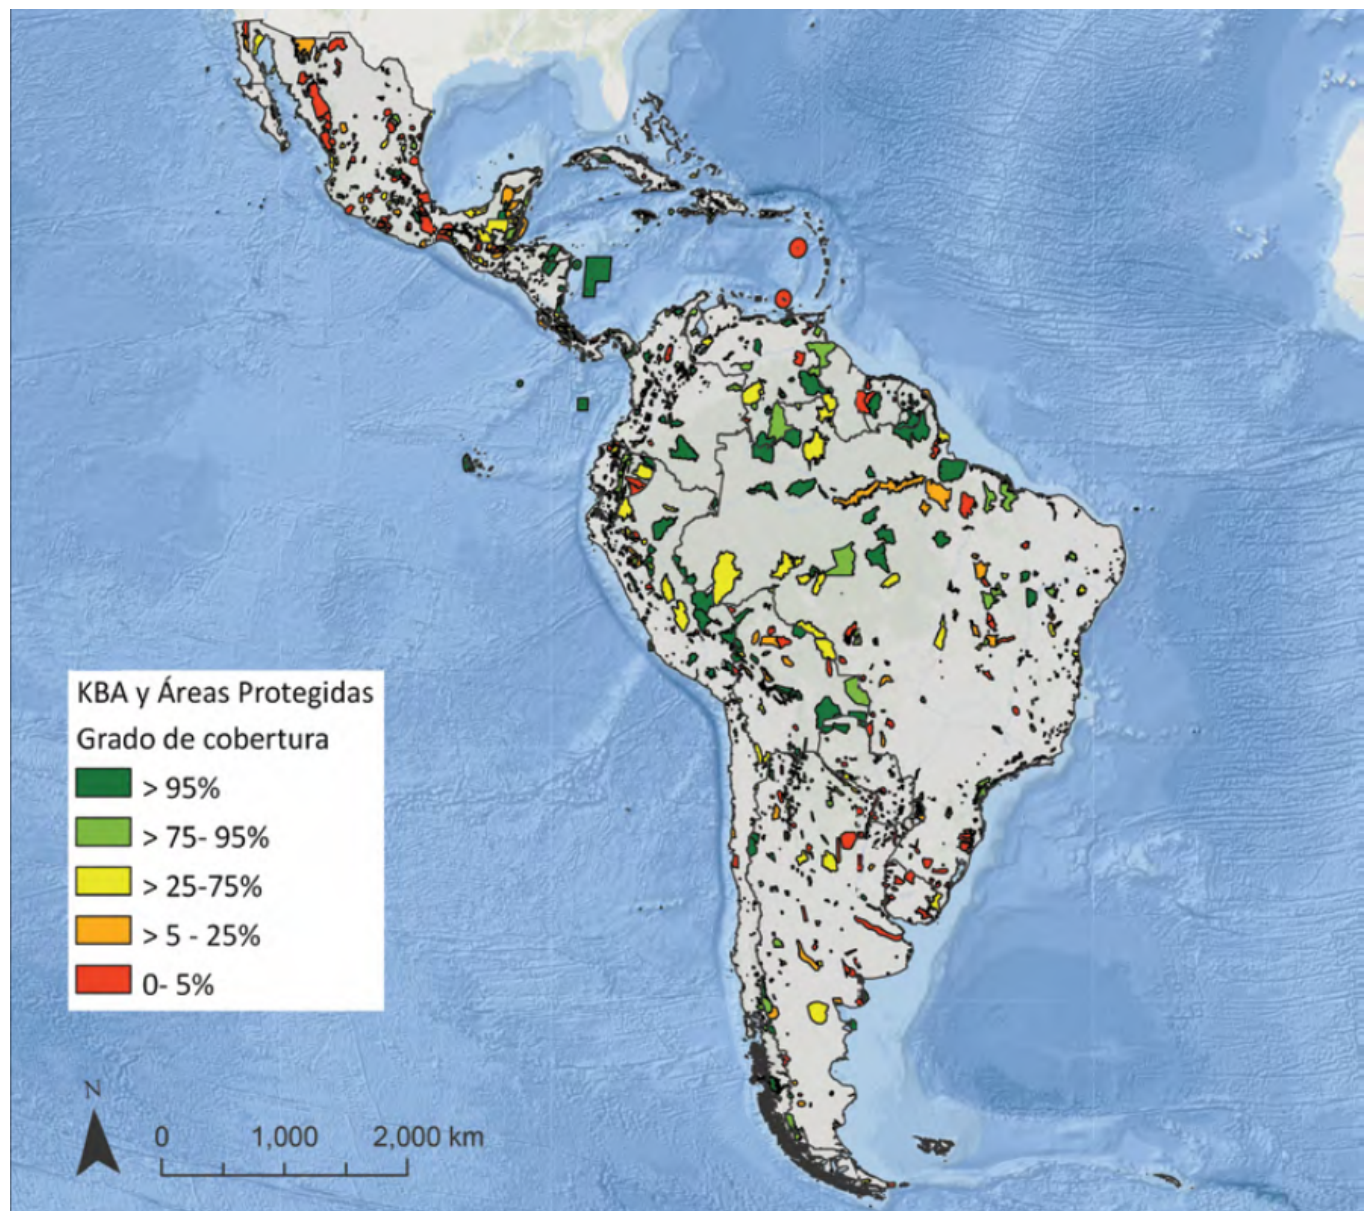 KBA y Áreas Protegidas
Grado de cobertura
> 95%
> 75- 95%
> 25-75%
> 5 - 25%
0- 5%
N
0 1,000 2,000 km